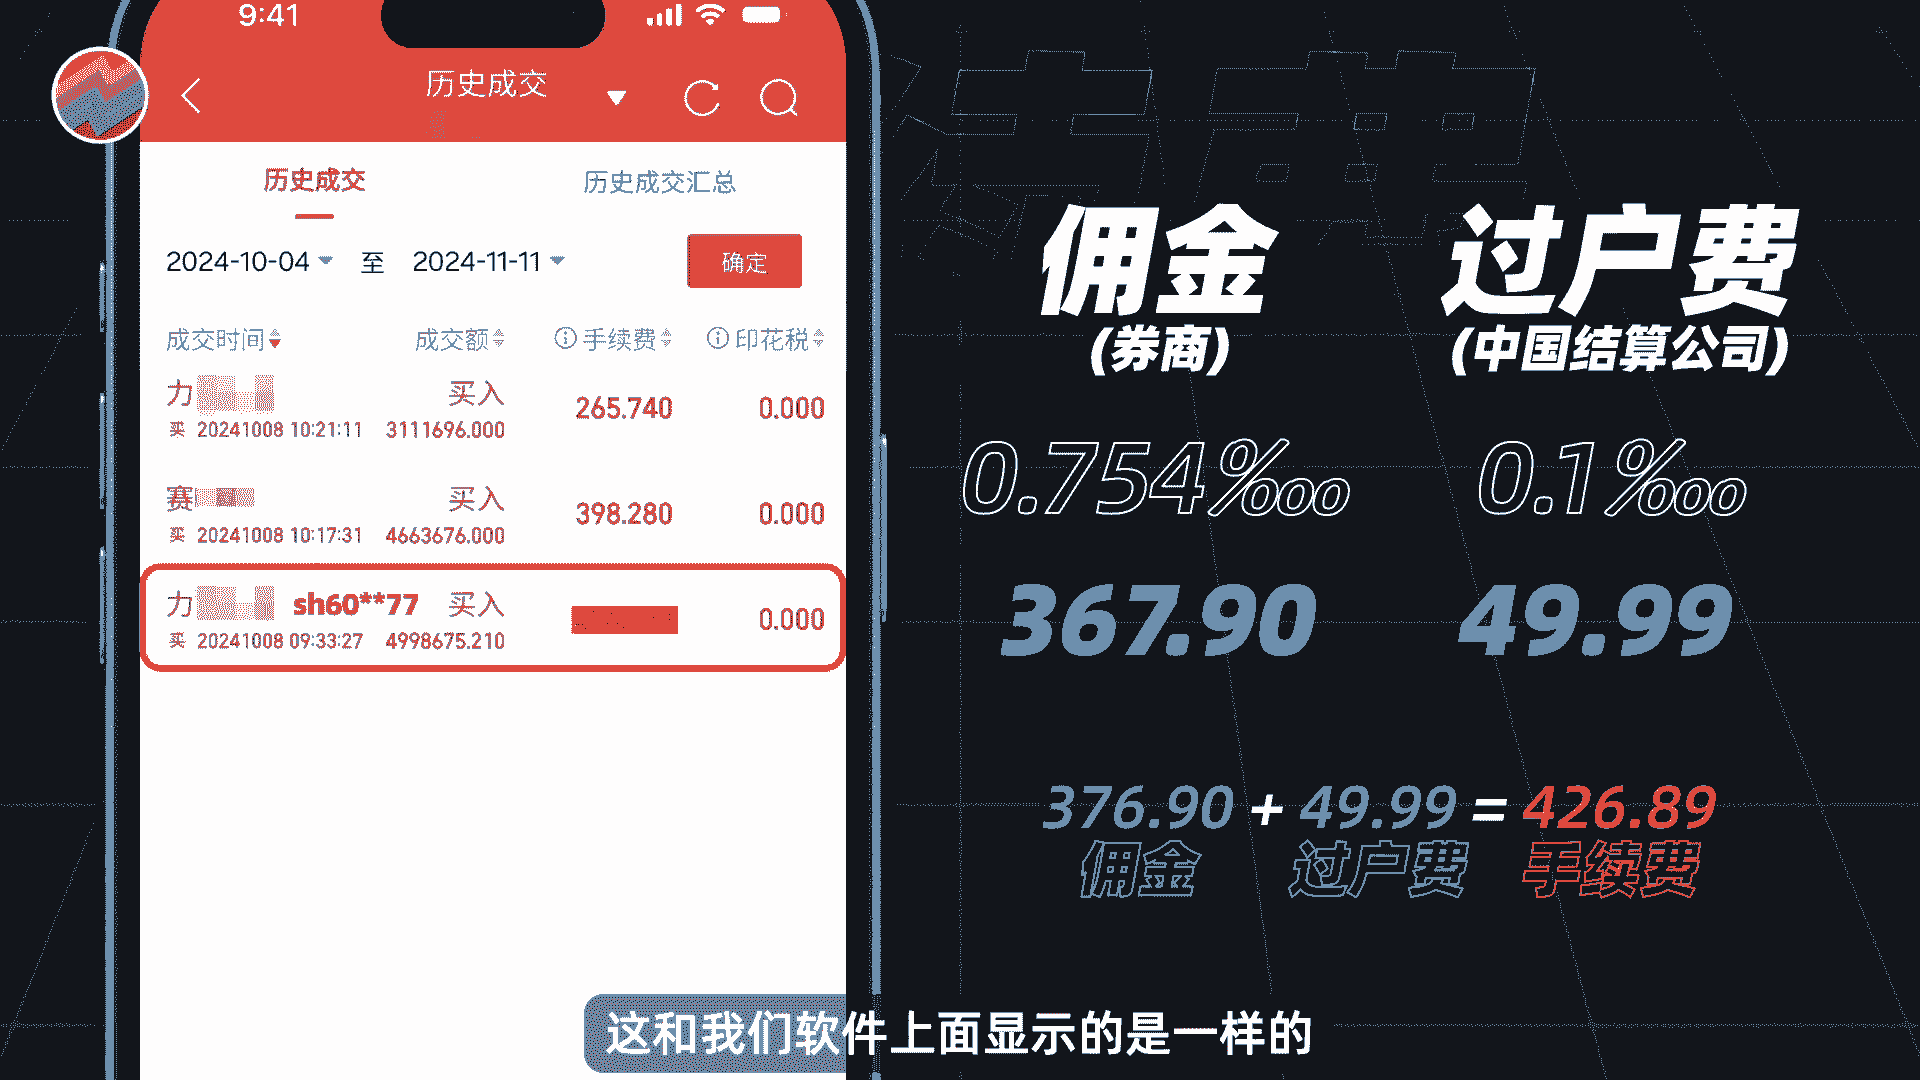 9:41
历史成交
历史成交 历史成交汇总
2024-10-04 至 2024-11-11 确定
成交时间 成交额 手续费 印花税
力 买入 265.740 0.000
买 20241008 10:21:11 3111696.000
赛 买入 398.280 0.000
买 20241008 10:17:31 4663676.000
力 sh60**77 买入 0.000
买 20241008 09:33:27 4998675.210
佣金 过户费
(券商) (中国结算公司)
0.754‱ 0.1‱
367.90 49.99
376.90 + 49.99 = 426.89
佣金 过户费 手续费
这和我们软件上面显示的是一样的